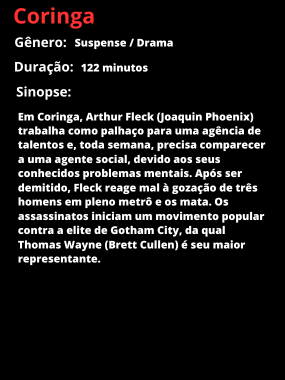 Coringa
Gênero: Suspense / Drama
Duração: 122 minutos
Sinopse:
Em Coringa, Arthur Fleck (Joaquin Phoenix)
trabalha como palhaço para uma agência de
talentos e, toda semana, precisa comparecer
a uma agente social, devido aos seus
conhecidos problemas mentais. Após ser
demitido, Fleck reage mal à gozação de três
homens em pleno metrô e os mata. Os
assassinatos iniciam um movimento popular
contra a elite de Gotham City, da qual
Thomas Wayne (Brett Cullen) é seu maior
representante.